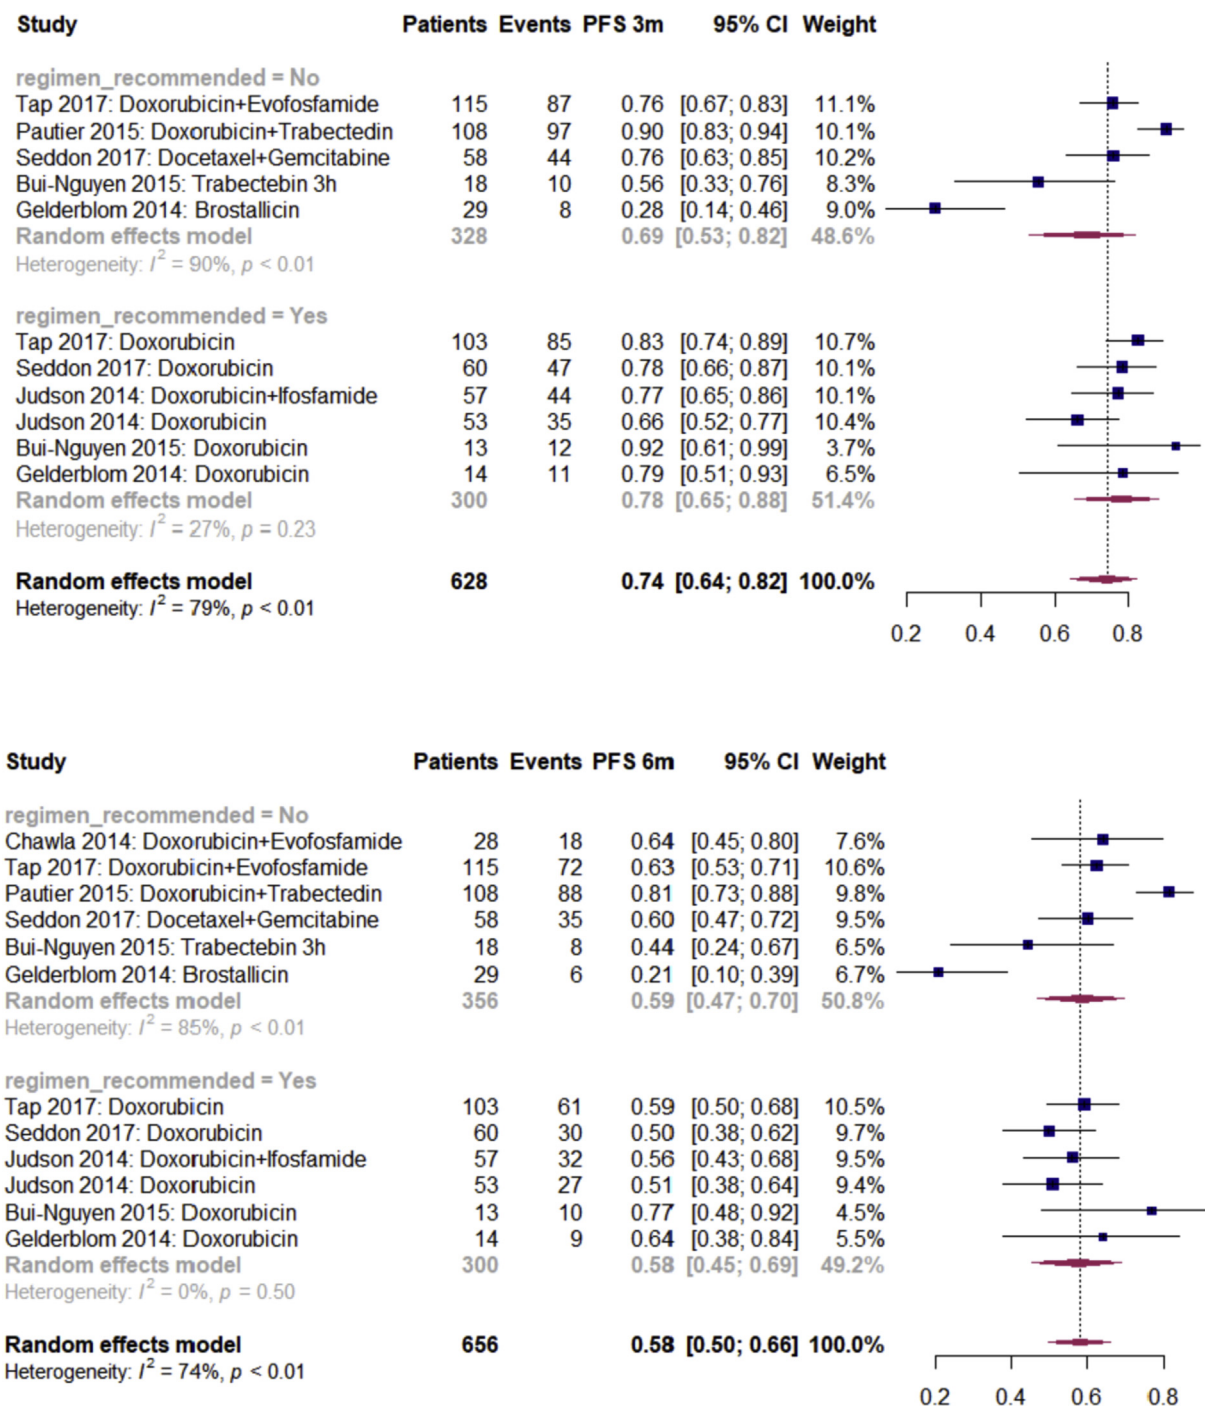 Study Patients Events PFS 3m 95% CI Weight
regimen_recommended = No
Tap 2017: Doxorubicin+Evofosfamide 115 87 0.76 [0.67; 0.83] 11.1%
Pautier 2015: Doxorubicin+Trabectedin 108 97 0.90 [0.83; 0.94] 10.1%
Seddon 2017: Docetaxel+Gemcitabine 58 44 0.76 [0.63; 0.85] 10.2%
Bui-Nguyen 2015: Trabectebin 3h 18 10 0.56 [0.33; 0.76] 8.3%
Gelderblom 2014: Brostallicin 29 8 0.28 [0.14; 0.46] 9.0%
Random effects model 328 0.69 [0.53; 0.82] 48.6%
Heterogeneity: I² = 90%, p < 0.01
regimen_recommended = Yes
Tap 2017: Doxorubicin 103 85 0.83 [0.74; 0.89] 10.7%
Seddon 2017: Doxorubicin 60 47 0.78 [0.66; 0.87] 10.1%
Judson 2014: Doxorubicin+Ifosfamide 57 44 0.77 [0.65; 0.86] 10.1%
Judson 2014: Doxorubicin 53 35 0.66 [0.52; 0.77] 10.4%
Bui-Nguyen 2015: Doxorubicin 13 12 0.92 [0.61; 0.99] 3.7%
Gelderblom 2014: Doxorubicin 14 11 0.79 [0.51; 0.93] 6.5%
Random effects model 300 0.78 [0.65; 0.88] 51.4%
Heterogeneity: I² = 27%, p = 0.23
Random effects model 628 0.74 [0.64; 0.82] 100.0%
Heterogeneity: I² = 79%, p < 0.01
0.2 0.4 0.6 0.8
Study Patients Events PFS 6m 95% CI Weight
regimen_recommended = No
Chawla 2014: Doxorubicin+Evofosfamide 28 18 0.64 [0.45; 0.80] 7.6%
Tap 2017: Doxorubicin+Evofosfamide 115 72 0.63 [0.53; 0.71] 10.6%
Pautier 2015: Doxorubicin+Trabectedin 108 88 0.81 [0.73; 0.88] 9.8%
Seddon 2017: Docetaxel+Gemcitabine 58 35 0.60 [0.47; 0.72] 9.5%
Bui-Nguyen 2015: Trabectebin 3h 18 8 0.44 [0.24; 0.67] 6.5%
Gelderblom 2014: Brostallicin 29 6 0.21 [0.10; 0.39] 6.7%
Random effects model 356 0.59 [0.47; 0.70] 50.8%
Heterogeneity: I² = 85%, p < 0.01
regimen_recommended = Yes
Tap 2017: Doxorubicin 103 61 0.59 [0.50; 0.68] 10.5%
Seddon 2017: Doxorubicin 60 30 0.50 [0.38; 0.62] 9.7%
Judson 2014: Doxorubicin+Ifosfamide 57 32 0.56 [0.43; 0.68] 9.5%
Judson 2014: Doxorubicin 53 27 0.51 [0.38; 0.64] 9.4%
Bui-Nguyen 2015: Doxorubicin 13 10 0.77 [0.48; 0.92] 4.5%
Gelderblom 2014: Doxorubicin 14 9 0.64 [0.38; 0.84] 5.5%
Random effects model 300 0.58 [0.45; 0.69] 49.2%
Heterogeneity: I² = 0%, p = 0.50
Random effects model 656 0.58 [0.50; 0.66] 100.0%
Heterogeneity: I² = 74%, p < 0.01
0.2 0.4 0.6 0.8